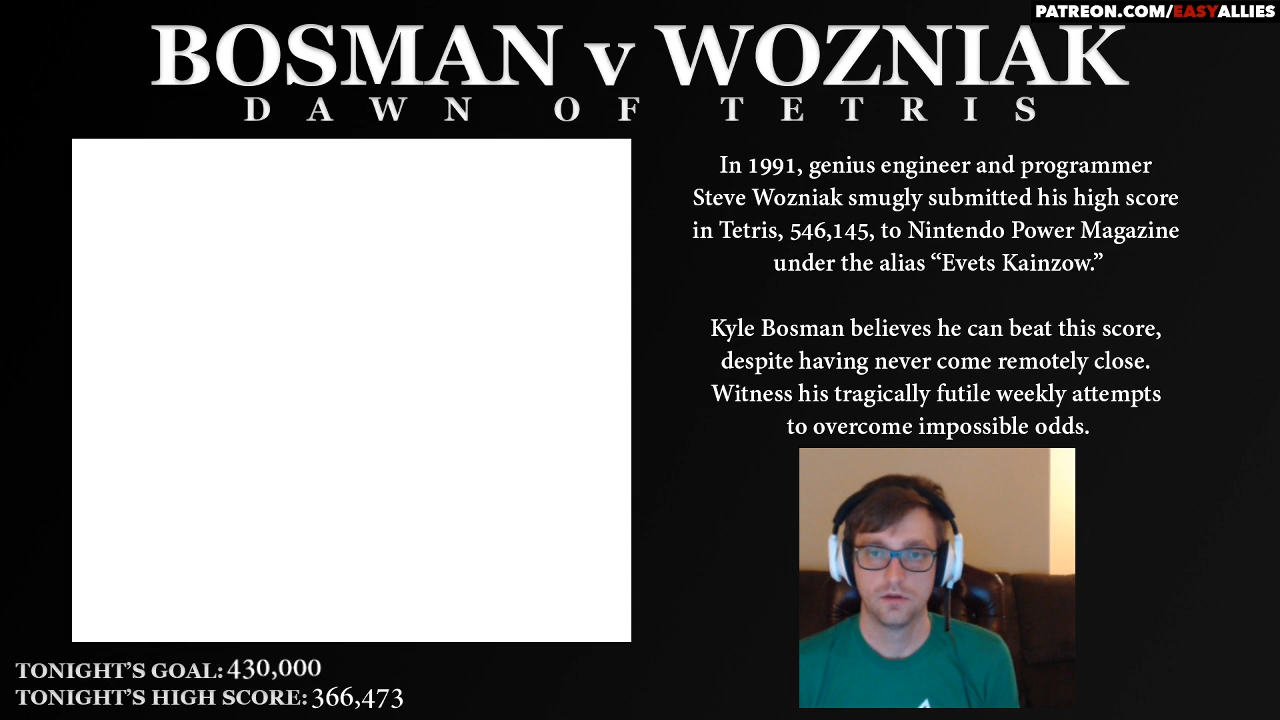 PATREON.COM/EASYALLIES
BOSMAN v WOZNIAK
DAWN OF TETRIS
In 1991, genius engineer and programmer
Steve Wozniak smugly submitted his high score
in Tetris, 546,145, to Nintendo Power Magazine
under the alias “Evets Kainzow.”
Kyle Bosman believes he can beat this score,
despite having never come remotely close.
Witness his tragically futile weekly attempts
to overcome impossible odds.
TONIGHT’S GOAL: 430,000
TONIGHT’S HIGH SCORE: 366,473